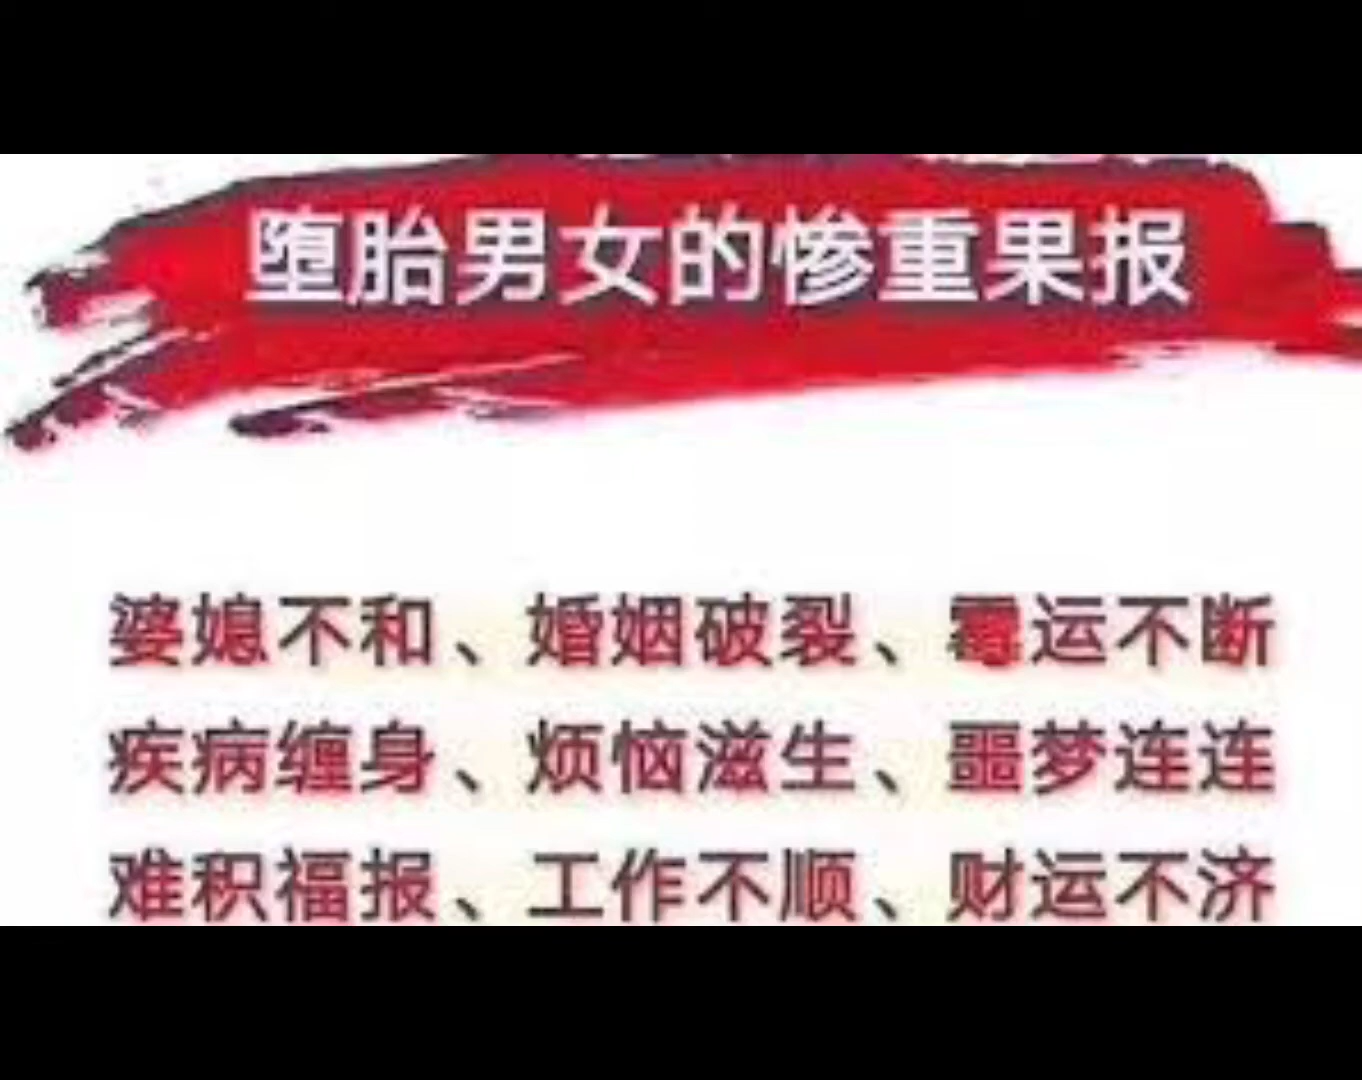 堕胎男女的惨重果报
婆媳不和、婚姻破裂、霉运不断
疾病缠身、烦恼滋生、噩梦连连
难积福报、工作不顺、财运不济